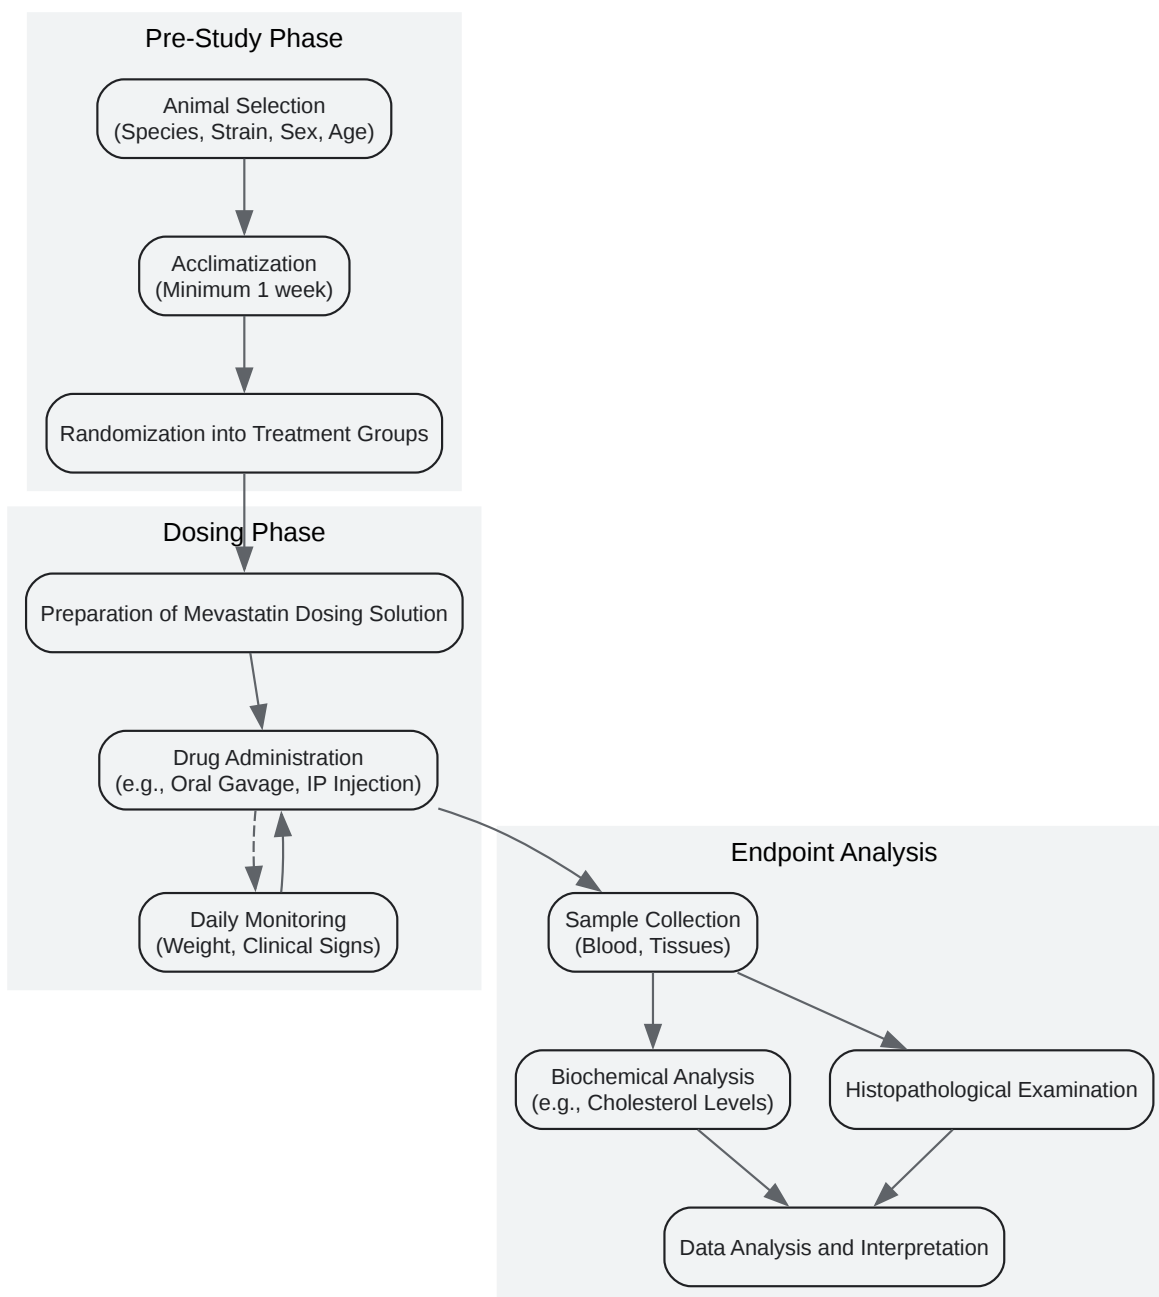 Pre-Study Phase
Animal Selection
(Species, Strain, Sex, Age)
Acclimatization
(Minimum 1 week)
Randomization into Treatment Groups
Dosing Phase
Preparation of Mevastatin Dosing Solution
Drug Administration
(e.g., Oral Gavage, IP Injection)
Daily Monitoring
(Weight, Clinical Signs)
Endpoint Analysis
Sample Collection
(Blood, Tissues)
Biochemical Analysis
(e.g., Cholesterol Levels)
Histopathological Examination
Data Analysis and Interpretation